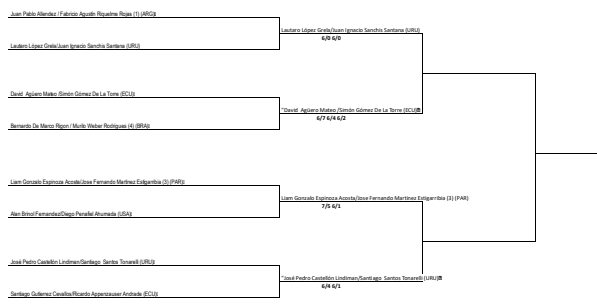 Juan Pablo Allendez / Fabricio Agustin Riquelme Rojas (1) (ARG)
Lautaro López Grela/Juan Ignacio Sanchis Santana (URU)
6/0 6/0
Lautaro López Grela/Juan Ignacio Sanchis Santana (URU)
David Agüero Mateo /Simón Gómez De La Torre (ECU)
"David Agüero Mateo /Simón Gómez De La Torre (ECU)
6/7 6/4 6/2
Bernardo De Marco Rigon / Murilo Weber Rodrigues (4) (BRA)
Liam Gonzalo Espinoza Acosta/Jose Fernando Martinez Estigarribia (3) (PAR)
Liam Gonzalo Espinoza Acosta/Jose Fernando Martinez Estigarribia (3) (PAR)
7/5 6/1
Alan Brinol Fernandez/Diego Penafiel Ahumada (USA)
José Pedro Castellón Lindiman/Santiago Santos Tonarelli (URU)
"José Pedro Castellón Lindiman/Santiago Santos Tonarelli (URU)
6/4 6/1
Santiago Gutierrez Cevallos/Ricardo Appenzauser Andrade (ECU)